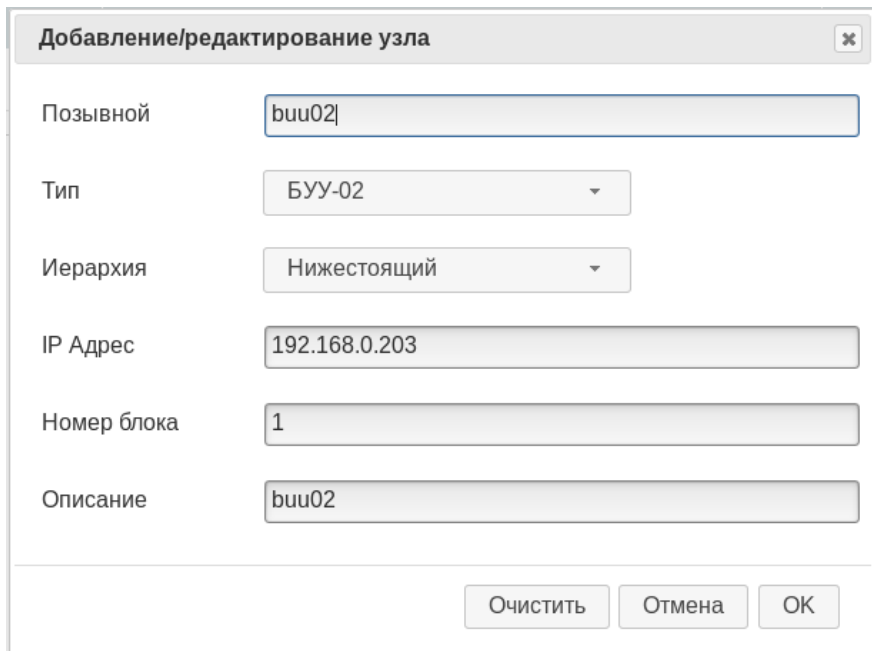 Добавление/редактирование узла
Позывной buu02
Тип БУУ-02
Иерархия Нижестоящий
IP Адрес 192.168.0.203
Номер блока 1
Описание buu02
Очистить Отмена OK